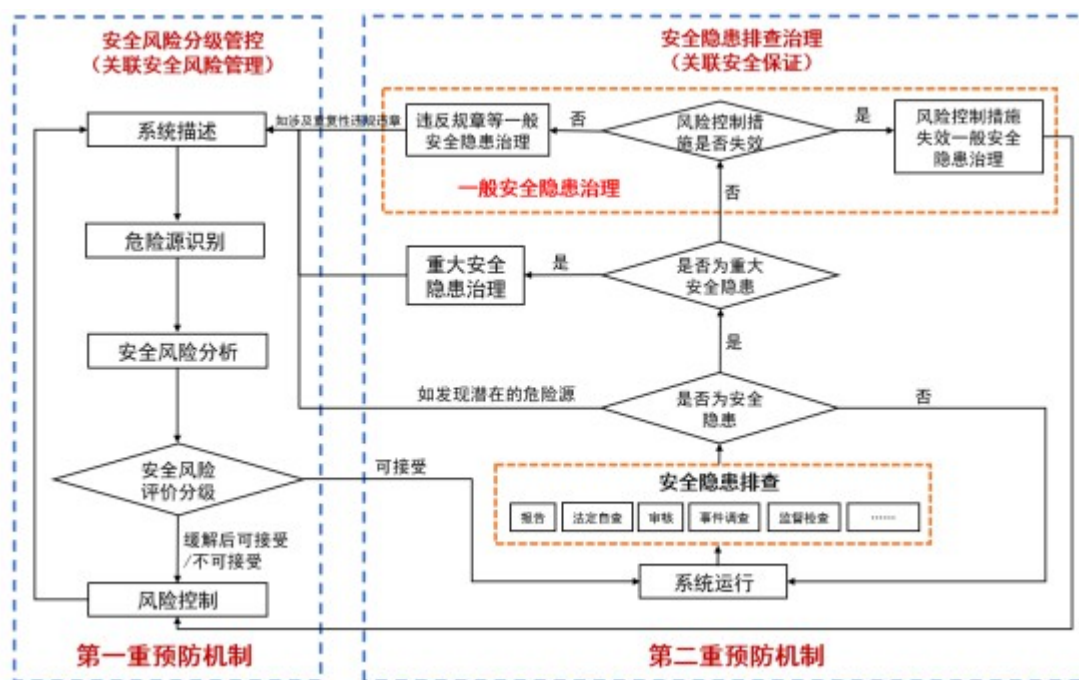 安全风险分级管控
（关联安全风险管理）
系统描述
危险源识别
安全风险分析
安全风险
评价分级
缓解后可接受
/不可接受
风险控制
第一重预防机制
安全隐患排查治理
（关联安全保证）
如涉及重复性违规违章
违反规章等一般
安全隐患治理
否
风险控制措
施是否失效
是
风险控制措施
失效一般安全
隐患治理
一般安全隐患治理
否
重大安全
隐患治理
是
是否为重大
安全隐患
是
如发现潜在的危险源
是否为安全
隐患
否
可接受
安全隐患排查
报告
法定自查
审核
事件调查
监督检查
……
系统运行
第二重预防机制